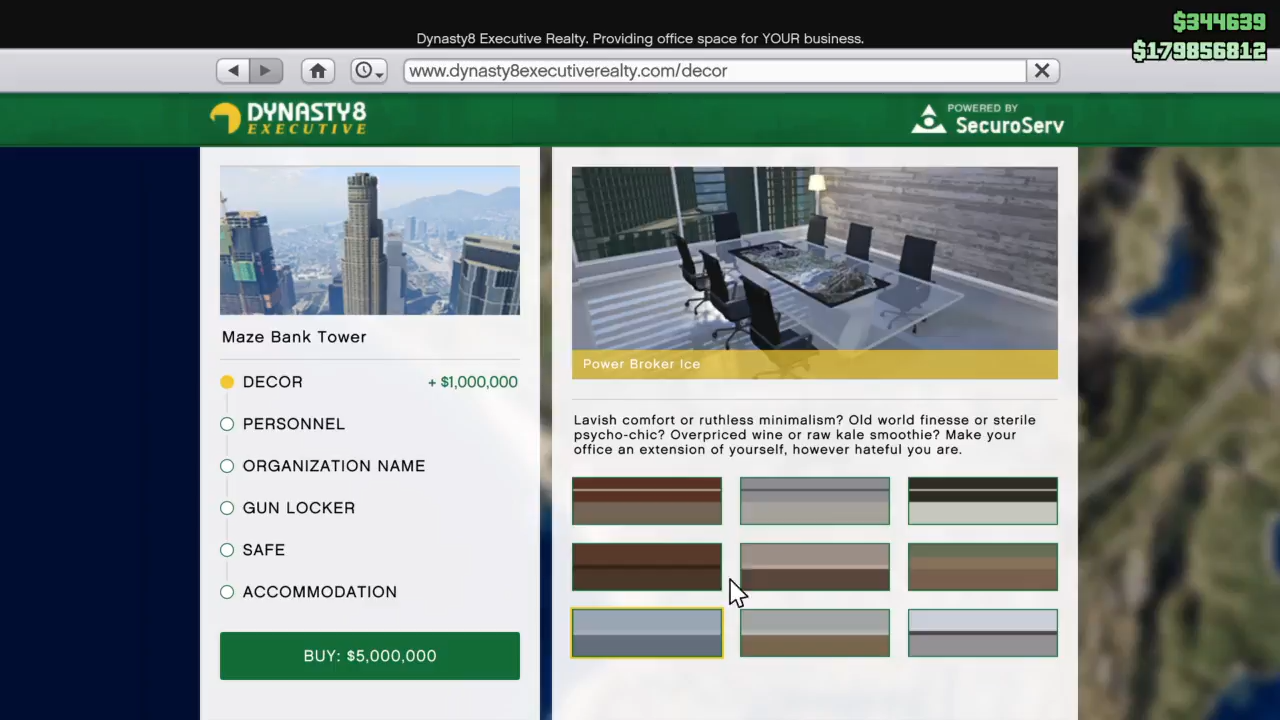 $344639
Dynasty8 Executive Realty. Providing office space for YOUR business.
$179856812
www.dynasty8executiverealty.com/decor
DYNASTY8
EXECUTIVE
POWERED BY
SecuroServ
Maze Bank Tower
DECOR + $1,000,000
PERSONNEL
ORGANIZATION NAME
GUN LOCKER
SAFE
ACCOMMODATION
BUY: $5,000,000
Power Broker Ice
Lavish comfort or ruthless minimalism? Old world finesse or sterile
psycho-chic? Overpriced wine or raw kale smoothie? Make your
office an extension of yourself, however hateful you are.